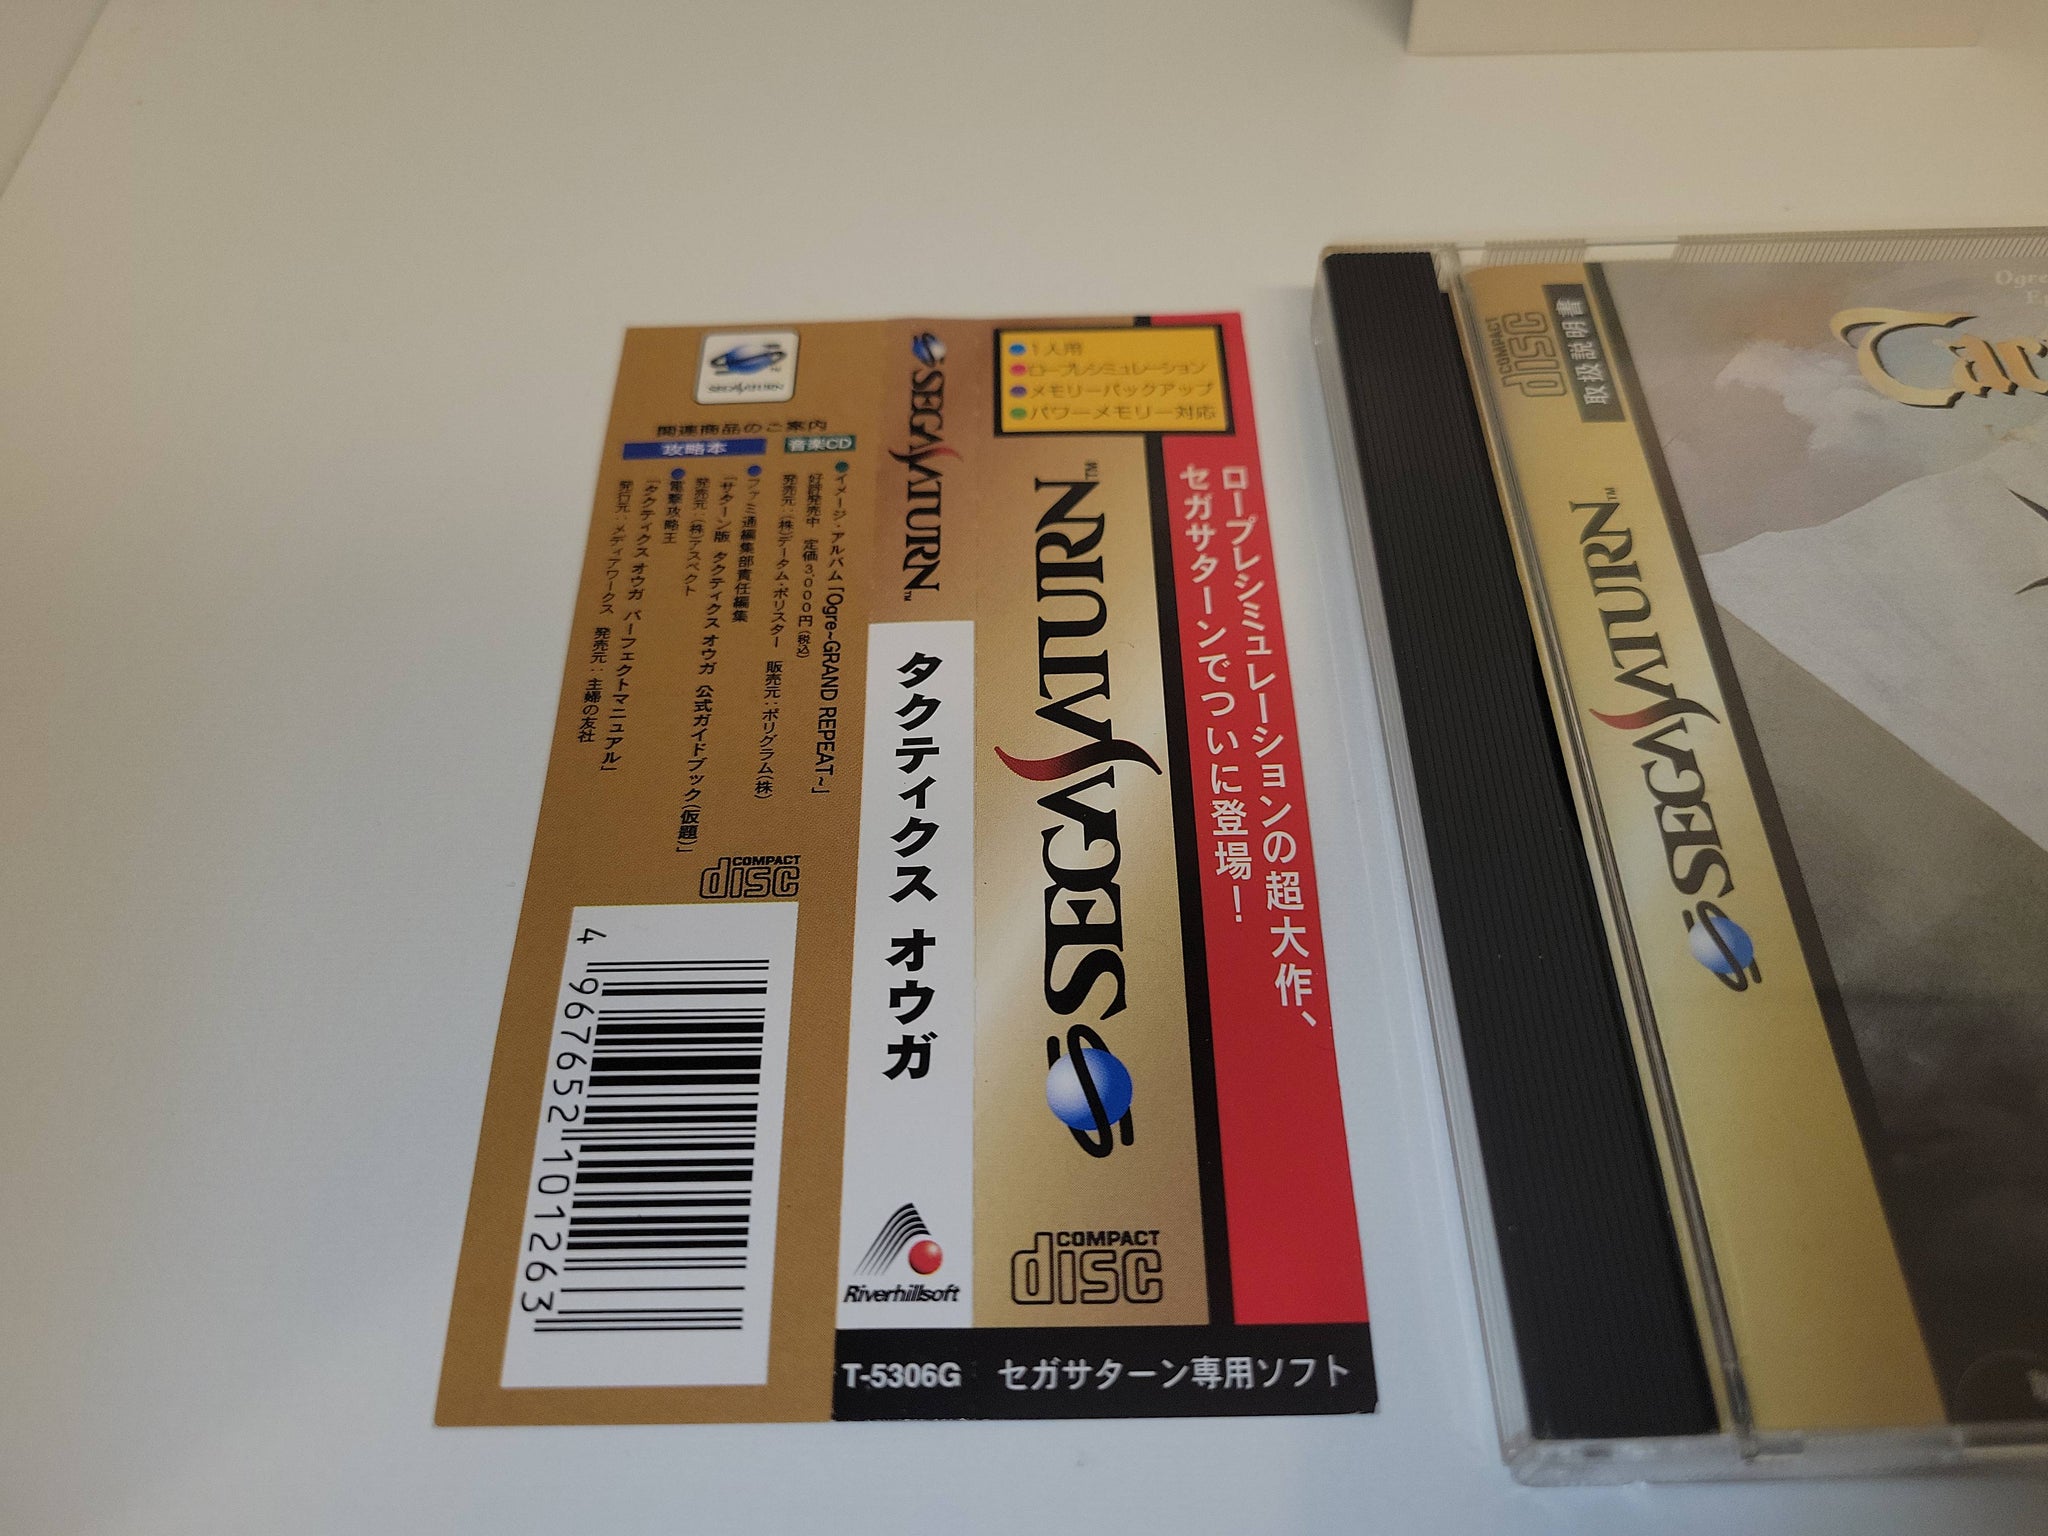 SEGA SATURN
関連商品のご案内
音楽CD
攻略本
●イメージ・アルバム「Ogre~GRAND REPEAT~」
好評発売中 定価3,000円(税込)
発売元:(株)データム・ポリスター 販売元:ポリグラム(株)
●ファミ通編集部責任編集
「サターン版 タクティクス オウガ 公式ガイドブック(仮題)」
発売元:(株)アスペクト
●電撃攻略王
「タクティクス オウガ パーフェクトマニュアル」
発行元:メディアワークス 発売元:主婦の友社
COMPACT
disc
4 967652 101263
SEGA SATURN™
タクティクス オウガ
Riverhillsoft
T-5306G セガサターン専用ソフト
●1人用
●ロープレシミュレーション
●メモリーバックアップ
●パワーメモリー対応
SEGA SATURN™
COMPACT
disc
ロープレシミュレーションの超大作、
セガサターンでついに登場!
COMPACT
disc
取扱説明書
SEGA SATURN™
Ogre
Tac